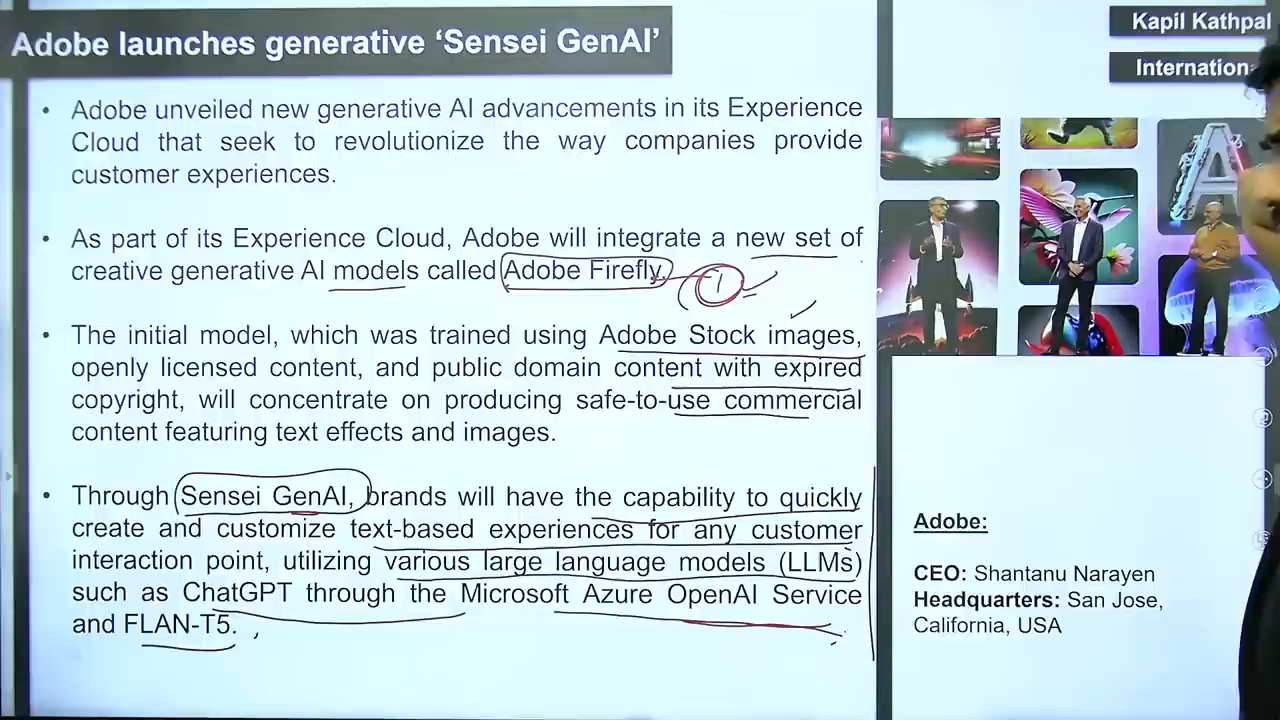 Adobe launches generative ‘Sensei GenAI’
Kapil Kathpal
International
• Adobe unveiled new generative AI advancements in its Experience
Cloud that seek to revolutionize the way companies provide
customer experiences.
• As part of its Experience Cloud, Adobe will integrate a new set of
creative generative AI models called Adobe Firefly.
1
• The initial model, which was trained using Adobe Stock images,
openly licensed content, and public domain content with expired
copyright, will concentrate on producing safe-to-use commercial
content featuring text effects and images.
• Through Sensei GenAI, brands will have the capability to quickly
create and customize text-based experiences for any customer
interaction point, utilizing various large language models (LLMs)
such as ChatGPT through the Microsoft Azure OpenAI Service
and FLAN-T5.
A
Adobe:
CEO: Shantanu Narayen
Headquarters: San Jose,
California, USA